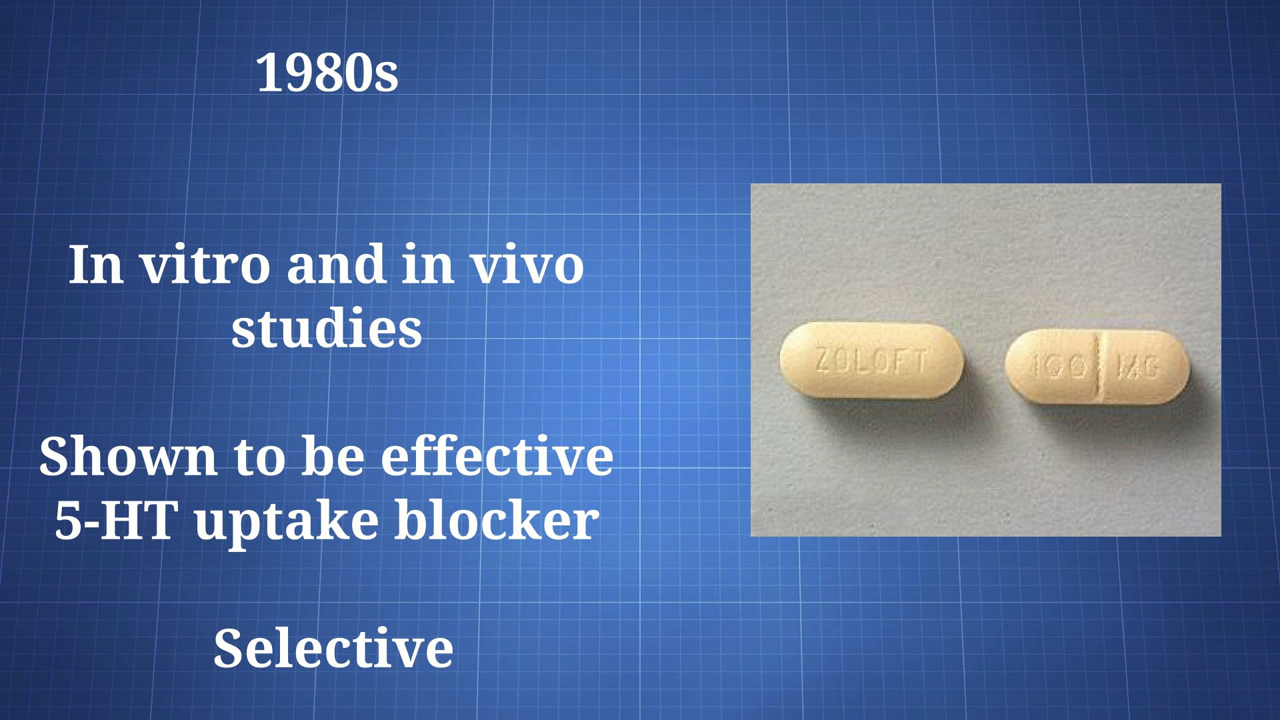 1980s
In vitro and in vivo
studies
Shown to be effective
5-HT uptake blocker
Selective
ZOLOFT
100 MG